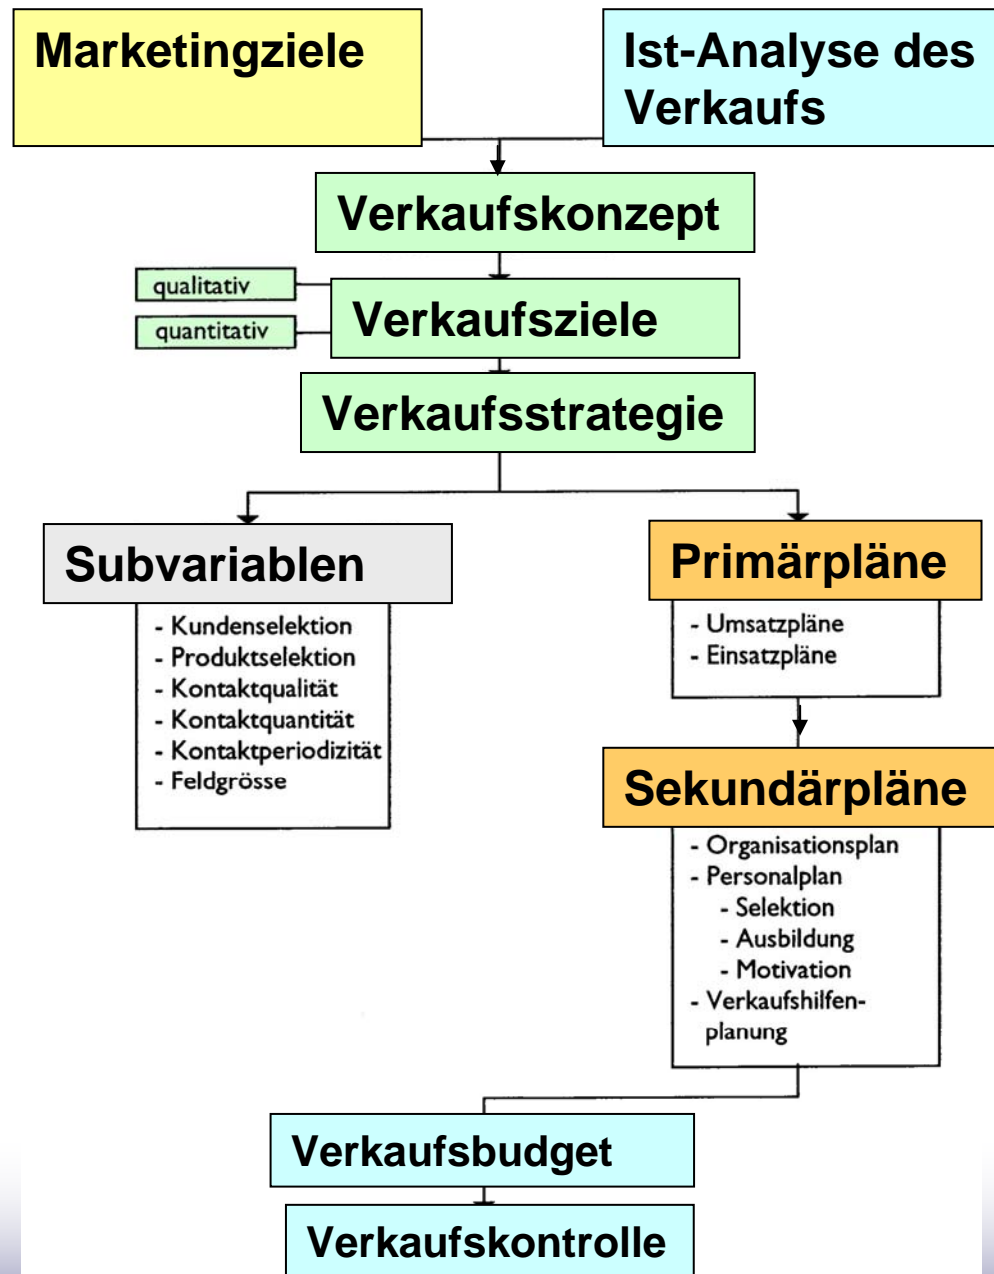 Marketingziele
Ist-Analyse des
Verkaufs
Verkaufskonzept
qualitativ
quantitativ
Verkaufsziele
Verkaufsstrategie
Subvariablen
- Kundenselektion
- Produktselektion
- Kontaktqualität
- Kontaktquantität
- Kontaktperiodizität
- Feldgrösse
Primärpläne
- Umsatzpläne
- Einsatzpläne
Sekundärpläne
- Organisationsplan
- Personalplan
- Selektion
- Ausbildung
- Motivation
- Verkaufshilfen-
planung
Verkaufsbudget
Verkaufskontrolle